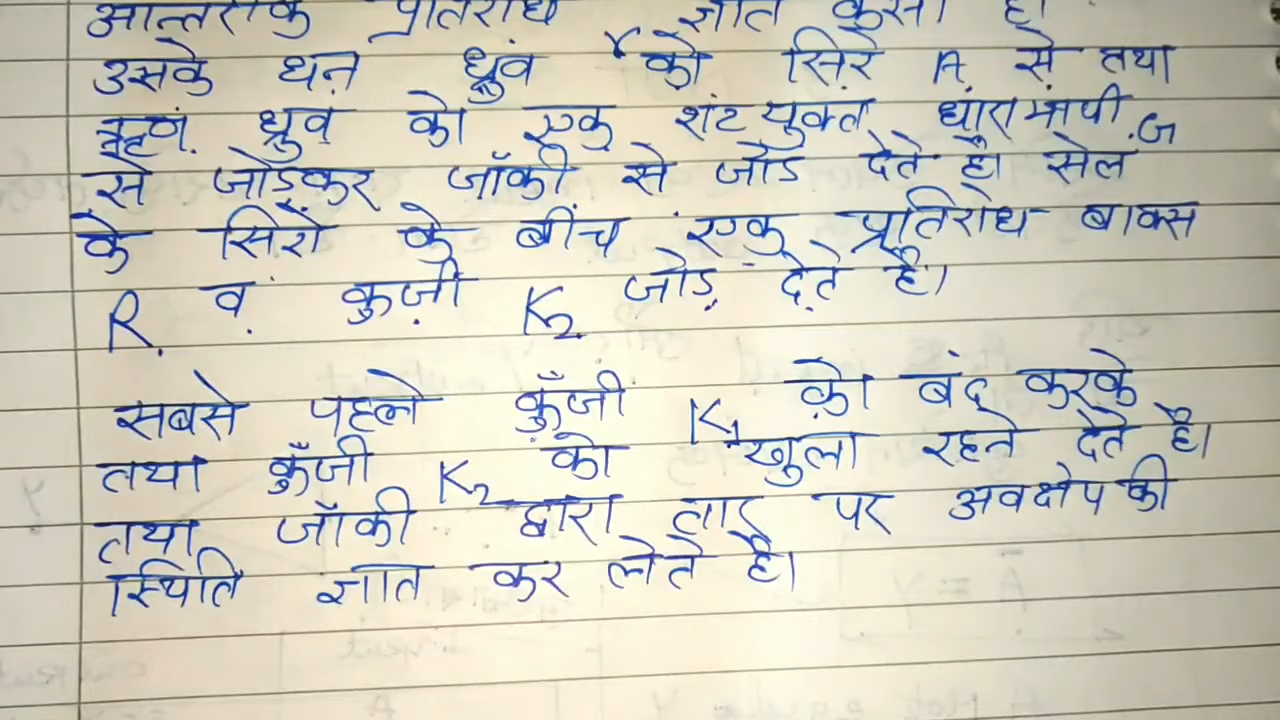 आन्तरीक प्रतिरोध ज्ञात करना है।
उसके धन ध्रुव को सिरे A से तथा
ऋण ध्रुव को एक शंटयुक्त धारामापी G
से जोड़कर जॉकी से जोड देते है। सेल
के सिरो के बीच एक प्रतिरोध बाक्स
R व कुजी K2 जोड़ देते है।
सबसे पहले कुँजी K1 को बंद करके
तथा कुँजी K2 को खुला रहने देते है।
तथा जॉकी द्वारा तार पर अवक्षेप की
स्थिति ज्ञात कर लेते है।